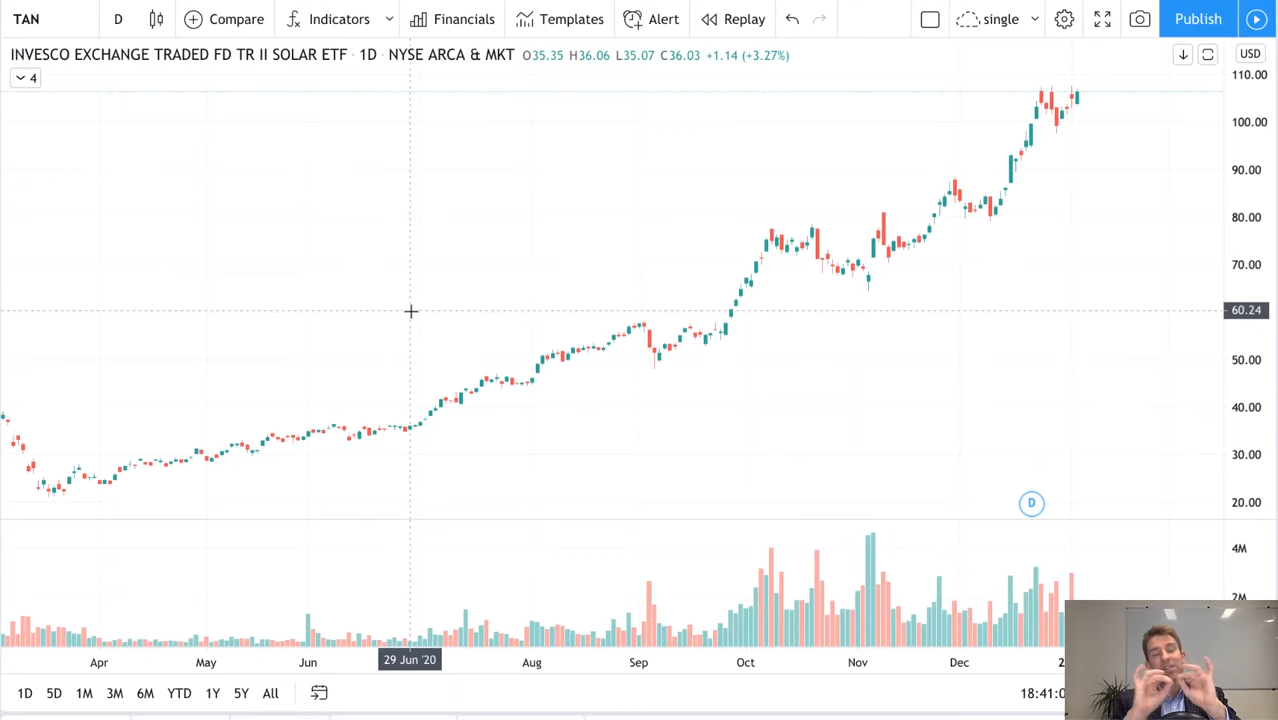 TAN D Compare Indicators Financials Templates Alert Replay single Publish
INVESCO EXCHANGE TRADED FD TR II SOLAR ETF · 1D · NYSE ARCA & MKT O35.35 H36.06 L35.07 C36.03 +1.14 (+3.27%) USD
4
110.00
100.00
90.00
80.00
70.00
60.24
50.00
40.00
30.00
20.00
D
4M
2M
Apr May Jun 29 Jun '20 Aug Sep Oct Nov Dec
1D 5D 1M 3M 6M YTD 1Y 5Y All 18:41:0